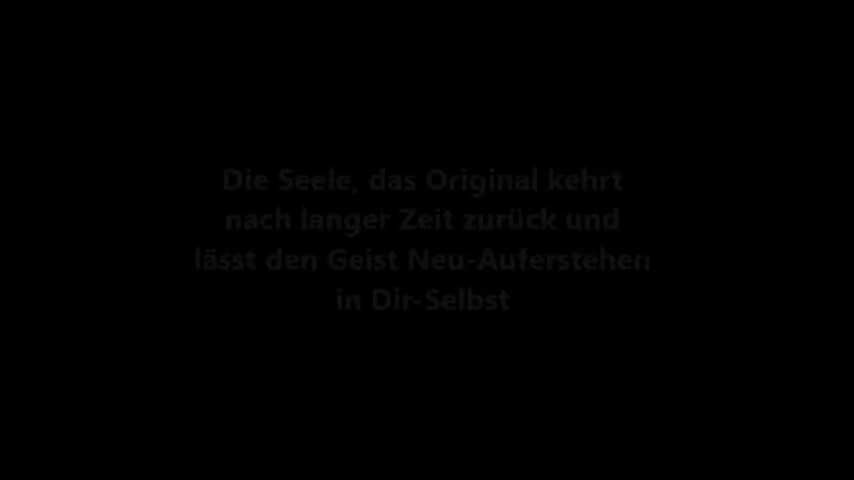 Die Seele, das Original kehrt
nach langer Zeit zurück und
lässt den Geist Neu-Auferstehen
in Dir-Selbst